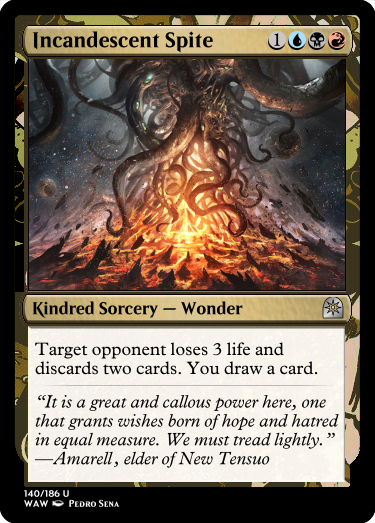 Incandescent Spite 1
Kindred Sorcery — Wonder
Target opponent loses 3 life and
discards two cards. You draw a card.
“It is a great and callous power here, one
that grants wishes born of hope and hatred
in equal measure. We must tread lightly.”
—Amarell, elder of New Tensuo
140/186 U
WAW Pedro Sena